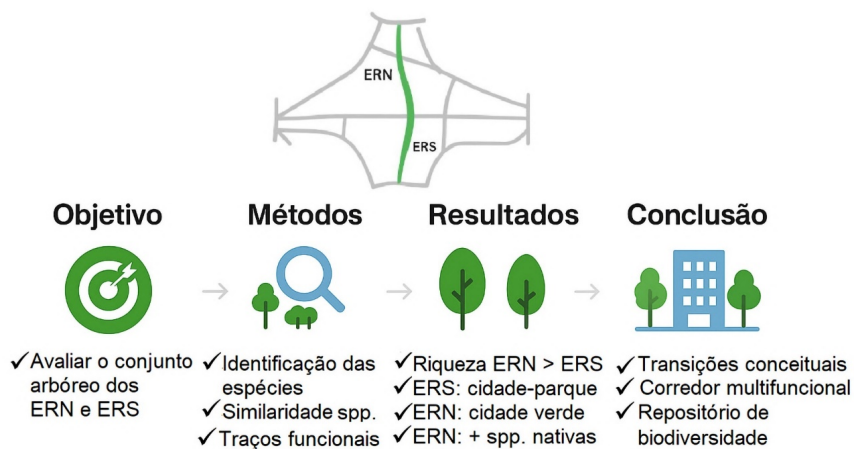 ERN
ERS
Objetivo
Métodos
Resultados
Conclusão
✓Avaliar o conjunto
arbóreo dos
ERN e ERS
✓Identificação das
espécies
✓Similaridade spp.
✓Traços funcionais
✓Riqueza ERN > ERS
✓ERS: cidade-parque
✓ERN: cidade verde
✓ERN: + spp. nativas
✓Transições conceituais
✓Corredor multifuncional
✓Repositório de
biodiversidade